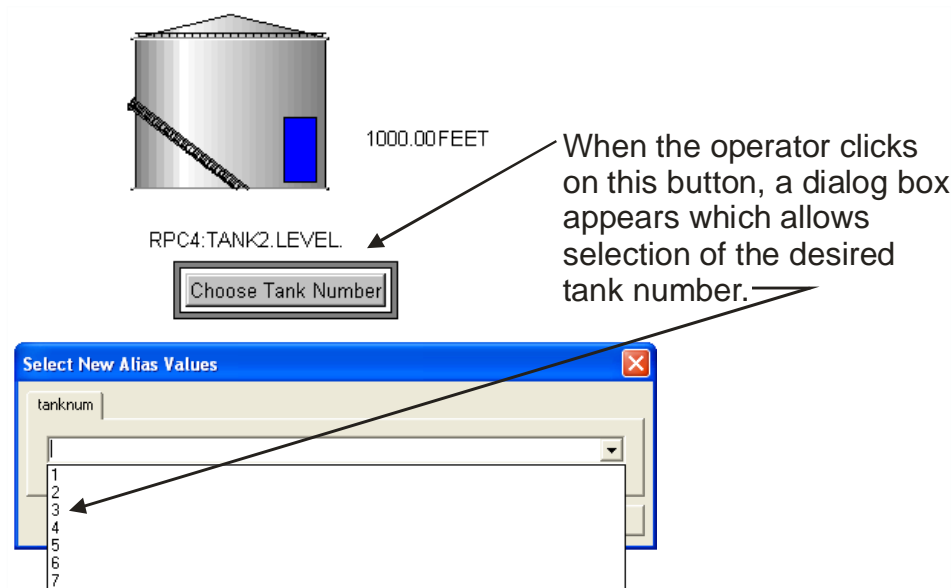 1000.00FEET
When the operator clicks
on this button, a dialog box
appears which allows
selection of the desired
tank number.
RPC4:TANK2.LEVEL.
Choose Tank Number
Select New Alias Values
tanknum
1
2
3
4
5
6
7